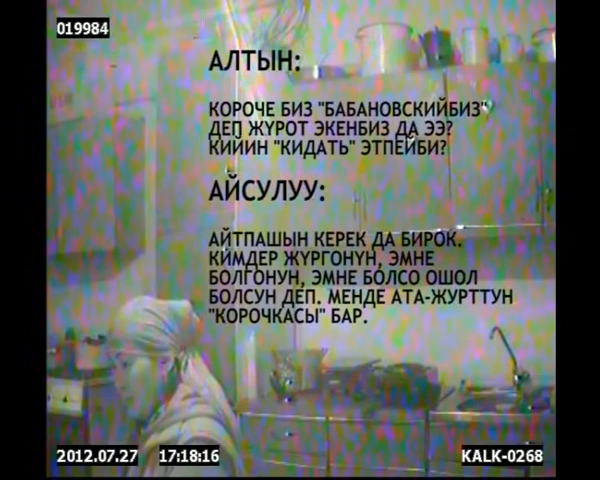 019984
АЛТЫН:
КОРОЧЕ БИЗ "БАБАНОВСКИЙБИЗ"
ДЕП ЖҮРОТ ЭКЕНБИЗ ДА ЭЭ?
КИЙИН "КИДАТЬ" ЭТПЕЙБИ?
АЙСУЛУУ:
АЙТПАШЫН КЕРЕК ДА БИРОК.
КИМДЕР ЖҮРГОНҮН, ЭМНЕ
БОЛГОНУН, ЭМНЕ БОЛСО ОШОЛ
БОЛСУН ДЕП. МЕНДЕ АТА-ЖУРТТУН
"КОРОЧКАСЫ" БАР.
2012.07.27 17:18:16 KALK-0268